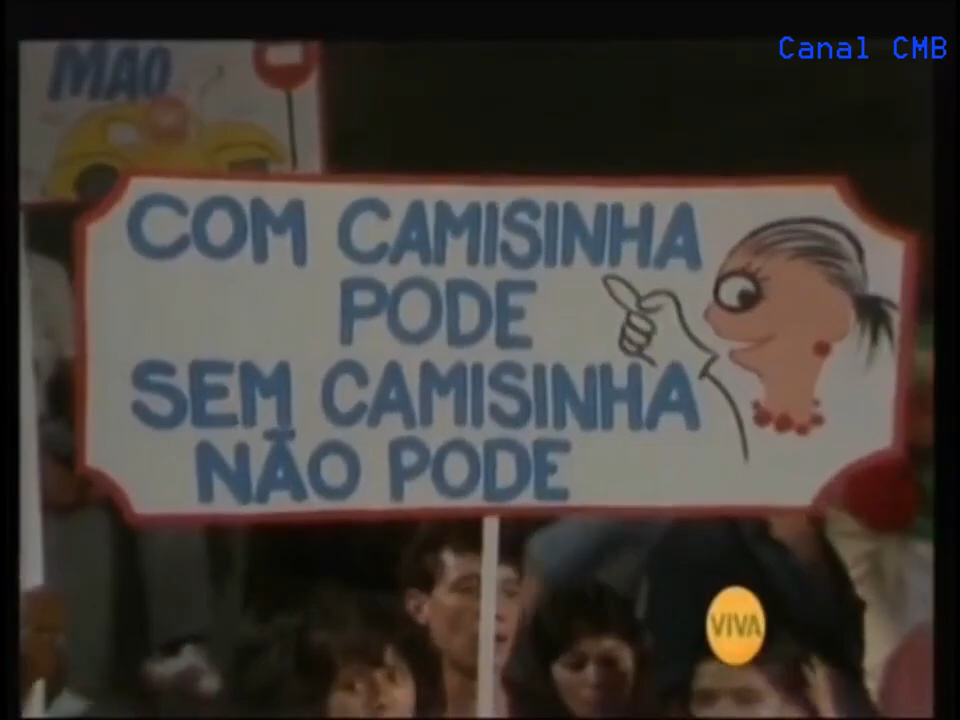 Canal CMB
MAO
COM CAMISINHA
PODE
SEM CAMISINHA
NÃO PODE
VIVA